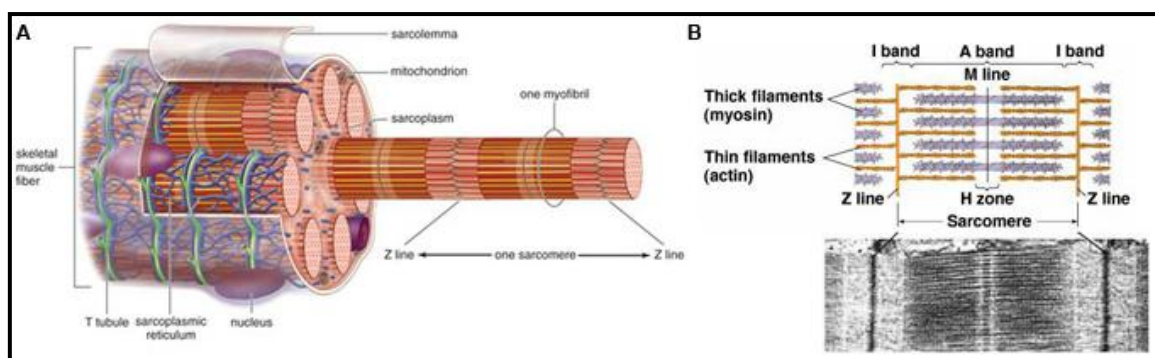 A
sarcolemma
mitochondrion
one myofibril
sarcoplasm
skeletal
muscle
fiber
Z line
one sarcomere
Z line
T tubule
sarcoplasmic
reticulum
nucleus
B
I band
A band
I band
M line
Thick filaments
(myosin)
Thin filaments
(actin)
Z line
H zone
Z line
Sarcomere